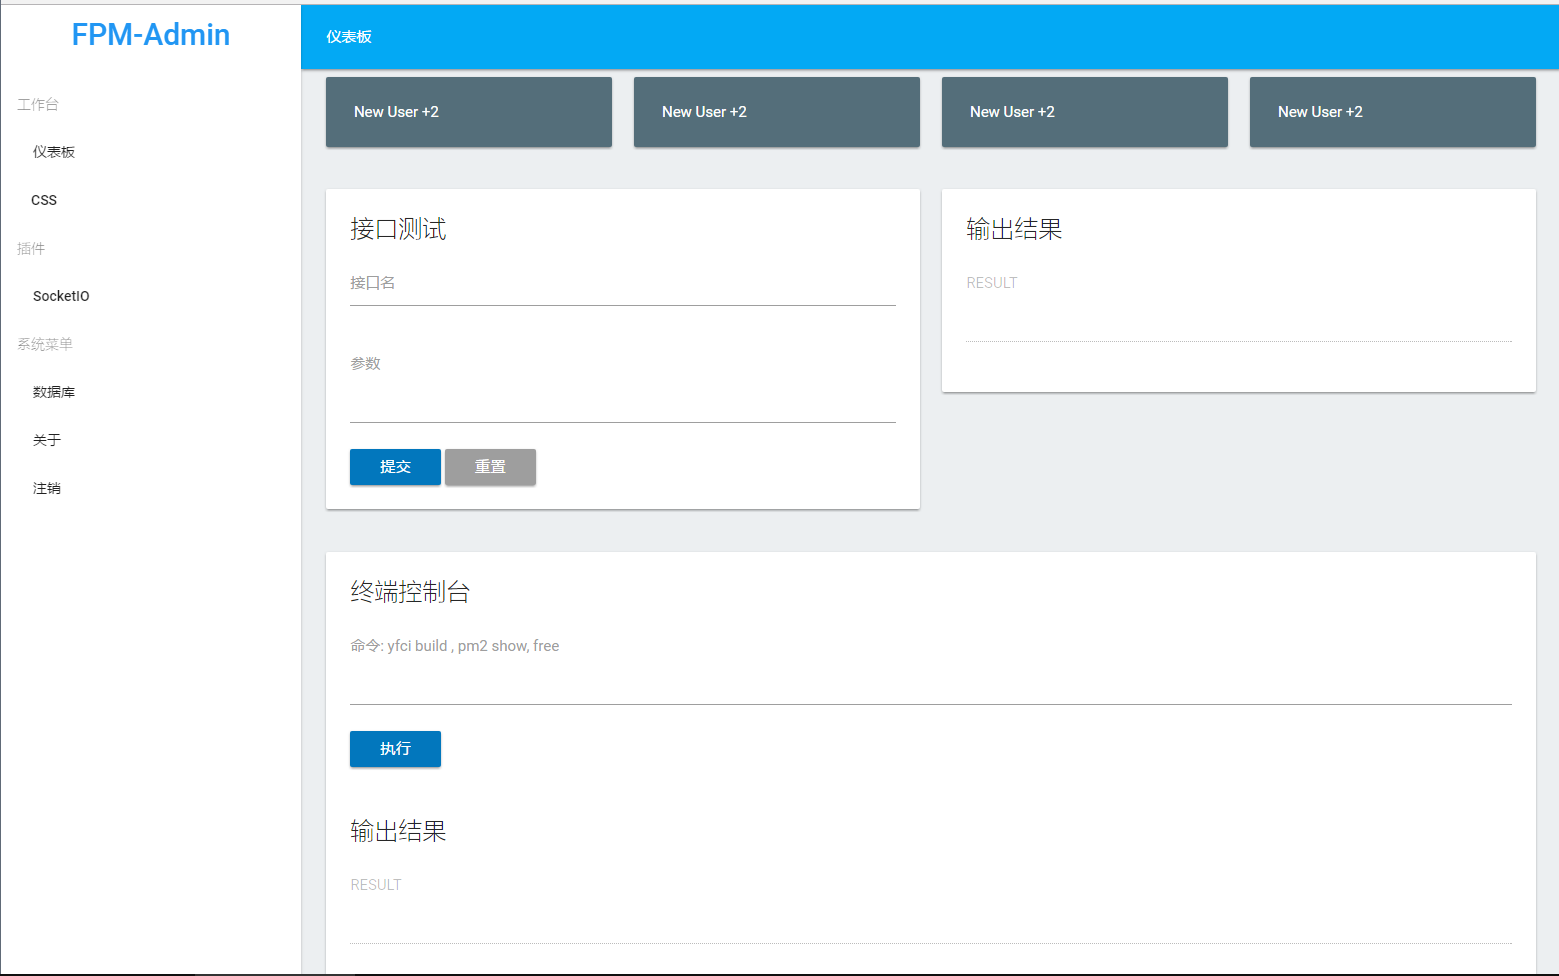 FPM-Admin
工作台
仪表板
CSS
插件
SocketIO
系统菜单
数据库
关于
注销
仪表板
New User +2
New User +2
New User +2
New User +2
接口测试
接口名
参数
提交 重置
输出结果
RESULT
终端控制台
命令: yfci build , pm2 show, free
执行
输出结果
RESULT